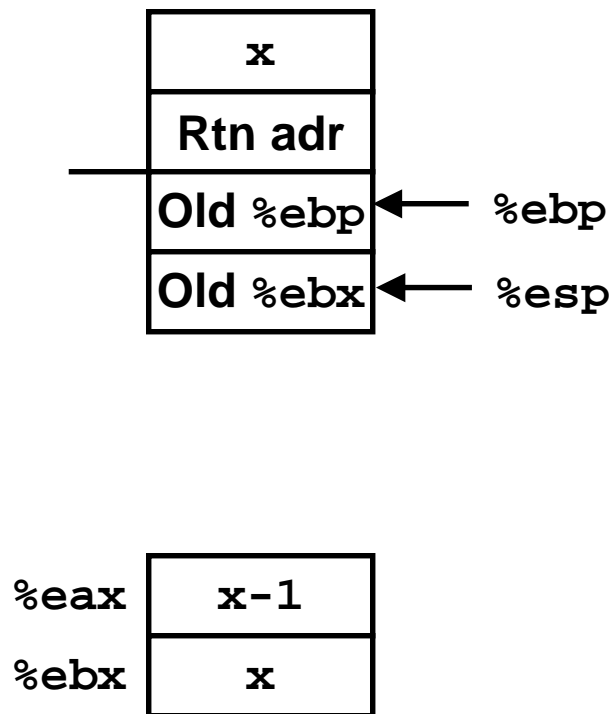 x
Rtn adr
Old %ebp %ebp
Old %ebx %esp
%eax x-1
%ebx x